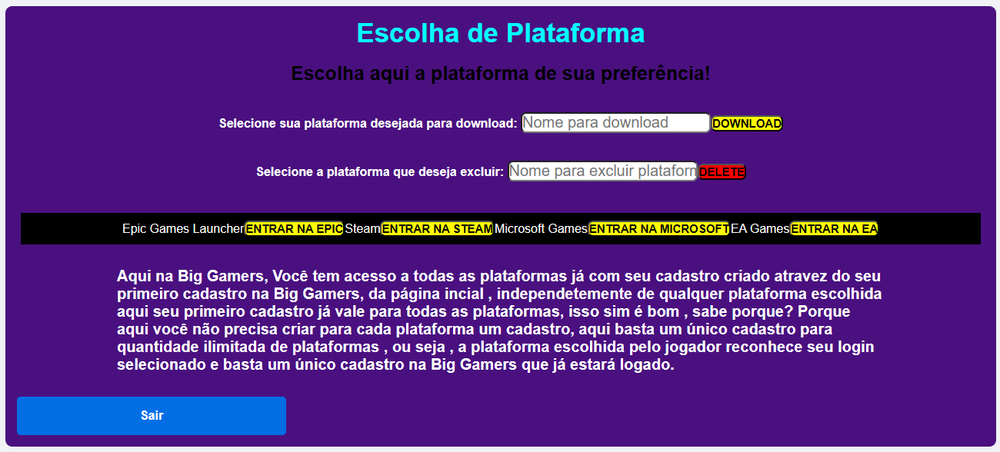 Escolha de Plataforma
Escolha aqui a plataforma de sua preferência!
Selecione sua plataforma desejada para download: Nome para download DOWNLOAD
Selecione a plataforma que deseja excluir: Nome para excluir plataforn DELETE
Epic Games Launcher ENTRAR NA EPIC Steam ENTRAR NA STEAM Microsoft Games ENTRAR NA MICROSOFT EA Games ENTRAR NA EA
Aqui na Big Gamers, Você tem acesso a todas as plataformas já com seu cadastro criado atravez do seu
primeiro cadastro na Big Gamers, da página incial , independetemente de qualquer plataforma escolhida
aqui seu primeiro cadastro já vale para todas as plataformas, isso sim é bom , sabe porque? Porque
aqui você não precisa criar para cada plataforma um cadastro, aqui basta um único cadastro para
quantidade ilimitada de plataformas , ou seja , a plataforma escolhida pelo jogador reconhece seu login
selecionado e basta um único cadastro na Big Gamers que já estará logado.
Sair